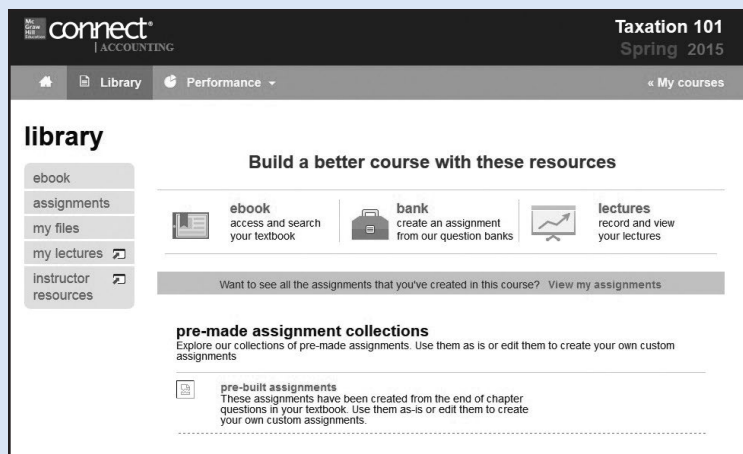 Mc Graw Hill Education connect®
| ACCOUNTING
Taxation 101
Spring 2015
Library
Performance
« My courses
library
ebook
assignments
my files
my lectures
instructor
resources
Build a better course with these resources
ebook
access and search
your textbook
bank
create an assignment
from our question banks
lectures
record and view
your lectures
Want to see all the assignments that you've created in this course? View my assignments
pre-made assignment collections
Explore our collections of pre-made assignments. Use them as is or edit them to create your own custom
assignments
pre-built assignments
These assignments have been created from the end of chapter
questions in your textbook. Use them as-is or edit them to create
your own custom assignments.